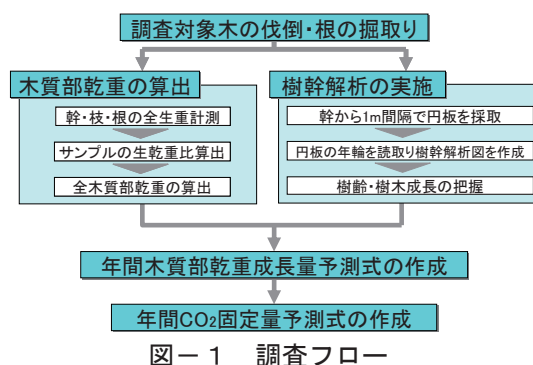 調査対象木の伐倒・根の掘取り
木質部乾重の算出
幹・枝・根の全生重計測
サンプルの生乾重比算出
全木質部乾重の算出
樹幹解析の実施
幹から1m間隔で円板を採取
円板の年輪を読取り樹幹解析図を作成
樹齢・樹木成長の把握
年間木質部乾重成長量予測式の作成
年間CO₂固定量予測式の作成
図－1　調査フロー